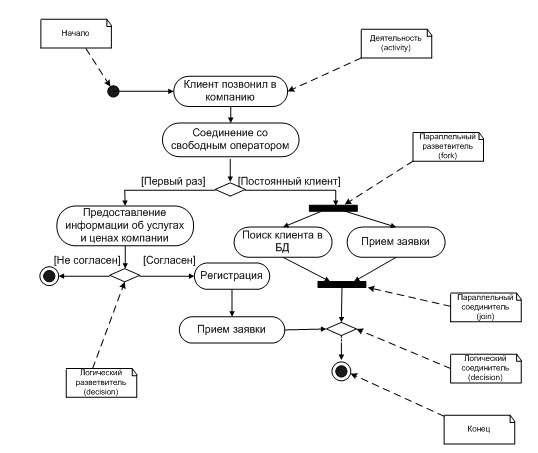 Начало
Деятельность
(activity)
Клиент позвонил в
компанию
Соединение со
свободным оператором
Параллельный
разветвитель
(fork)
[Первый раз]
[Постоянный клиент]
Предоставление
информации об услугах
и ценах компании
Поиск клиента в
БД
Прием заявки
[Не согласен]
[Согласен]
Регистрация
Параллельный
соединитель
(join)
Прием заявки
Логический
разветвитель
(decision)
Логический
соединитель
(decision)
Конец